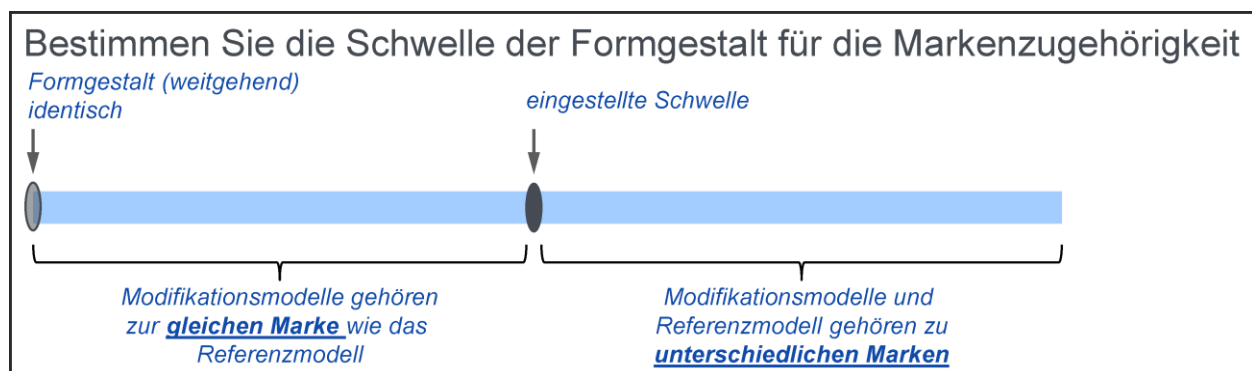 Bestimmen Sie die Schwelle der Formgestalt für die Markenzugehörigkeit
Formgestalt (weitgehend)
identisch
eingestellte Schwelle
Modifikationsmodelle gehören
zur gleichen Marke wie das
Referenzmodell
Modifikationsmodelle und
Referenzmodell gehören zu
unterschiedlichen Marken